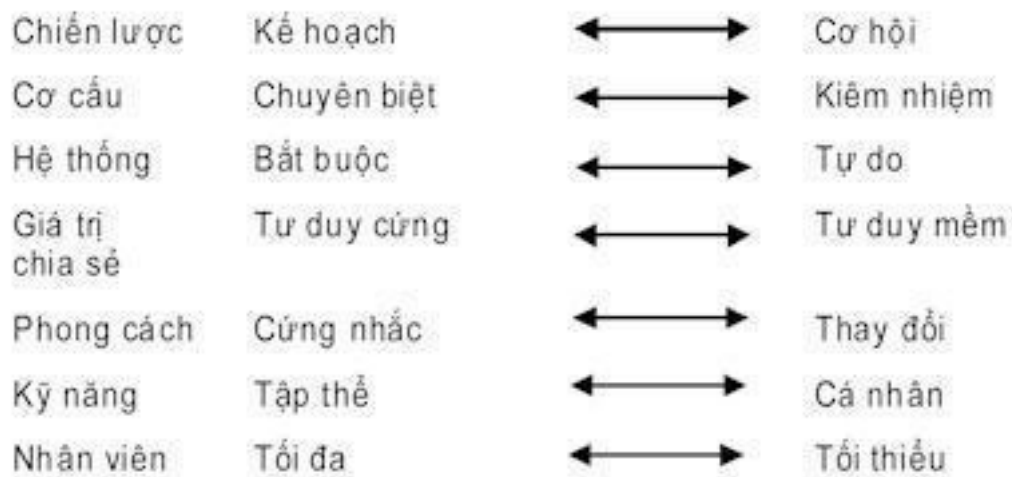 Chiến lược Kế hoạch Cơ hội
Cơ cấu Chuyên biệt Kiêm nhiệm
Hệ thống Bắt buộc Tự do
Giá trị Tư duy cứng Tư duy mềm
chia sẻ
Phong cách Cứng nhắc Thay đổi
Kỹ năng Tập thể Cá nhân
Nhân viên Tối đa Tối thiểu